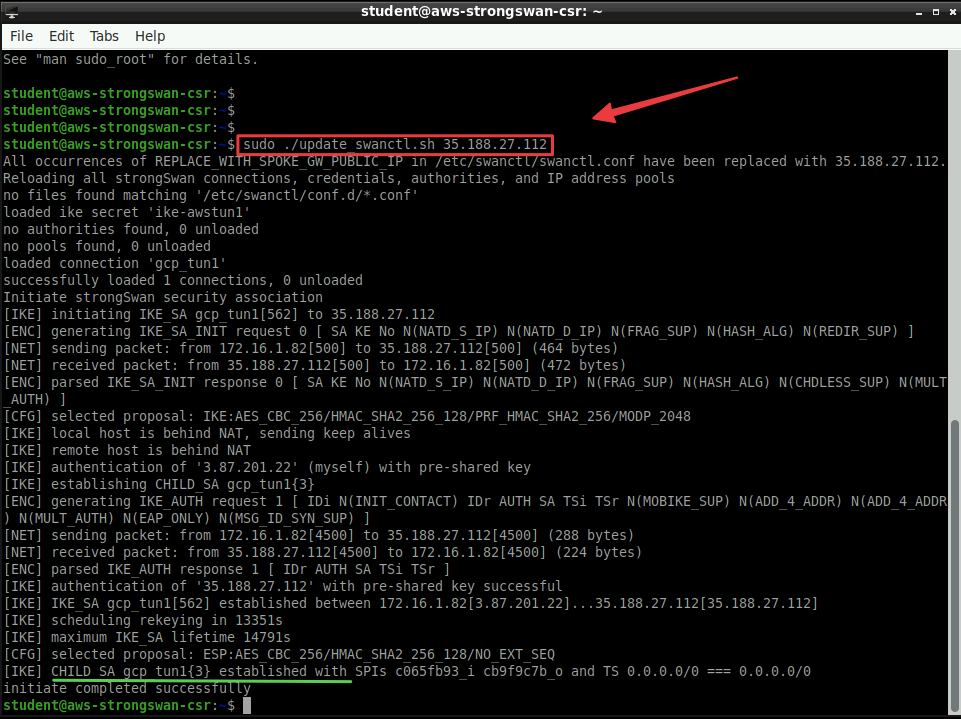 student@aws-strongswan-csr: ~
File Edit Tabs Help
See "man sudo_root" for details.
student@aws-strongswan-csr:~$
student@aws-strongswan-csr:~$
student@aws-strongswan-csr:~$
student@aws-strongswan-csr:~$ sudo ./update_swanctl.sh 35.188.27.112
All occurrences of REPLACE_WITH_SPOKE_GW_PUBLIC_IP in /etc/swanctl/swanctl.conf have been replaced with 35.188.27.112.
Reloading all strongSwan connections, credentials, authorities, and IP address pools
no files found matching '/etc/swanctl/conf.d/*.conf'
loaded ike secret 'ike-awstun1'
no authorities found, 0 unloaded
no pools found, 0 unloaded
loaded connection 'gcp_tun1'
successfully loaded 1 connections, 0 unloaded
Initiate strongSwan security association
[IKE] initiating IKE_SA gcp_tun1[562] to 35.188.27.112
[ENC] generating IKE_SA_INIT request 0 [ SA KE No N(NATD_S_IP) N(NATD_D_IP) N(FRAG_SUP) N(HASH_ALG) N(REDIR_SUP) ]
[NET] sending packet: from 172.16.1.82[500] to 35.188.27.112[500] (464 bytes)
[NET] received packet: from 35.188.27.112[500] to 172.16.1.82[500] (472 bytes)
[ENC] parsed IKE_SA_INIT response 0 [ SA KE No N(NATD_S_IP) N(NATD_D_IP) N(FRAG_SUP) N(HASH_ALG) N(CHDLESS_SUP) N(MULT
_AUTH) ]
[CFG] selected proposal: IKE:AES_CBC_256/HMAC_SHA2_256_128/PRF_HMAC_SHA2_256/MODP_2048
[IKE] local host is behind NAT, sending keep alives
[IKE] remote host is behind NAT
[IKE] authentication of '3.87.201.22' (myself) with pre-shared key
[IKE] establishing CHILD_SA gcp_tun1{3}
[ENC] generating IKE_AUTH request 1 [ IDi N(INIT_CONTACT) IDr AUTH SA TSi TSr N(MOBIKE_SUP) N(ADD_4_ADDR) N(ADD_4_ADDR
) N(MULT_AUTH) N(EAP_ONLY) N(MSG_ID_SYN_SUP) ]
[NET] sending packet: from 172.16.1.82[4500] to 35.188.27.112[4500] (288 bytes)
[NET] received packet: from 35.188.27.112[4500] to 172.16.1.82[4500] (224 bytes)
[ENC] parsed IKE_AUTH response 1 [ IDr AUTH SA TSi TSr ]
[IKE] authentication of '35.188.27.112' with pre-shared key successful
[IKE] IKE_SA gcp_tun1[562] established between 172.16.1.82[3.87.201.22]...35.188.27.112[35.188.27.112]
[IKE] scheduling rekeying in 13351s
[IKE] maximum IKE_SA lifetime 14791s
[CFG] selected proposal: ESP:AES_CBC_256/HMAC_SHA2_256_128/NO_EXT_SEQ
[IKE] CHILD_SA gcp_tun1{3} established with SPIs c065fb93_i cb9f9c7b_o and TS 0.0.0.0/0 === 0.0.0.0/0
initiate completed successfully
student@aws-strongswan-csr:~$